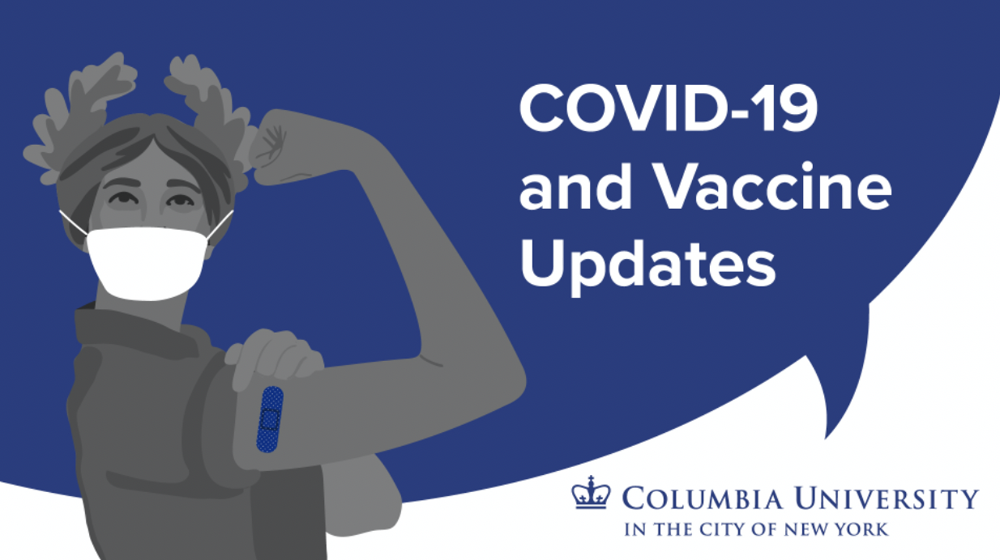 COVID-19
and Vaccine
Updates
COLUMBIA UNIVERSITY
IN THE CITY OF NEW YORK